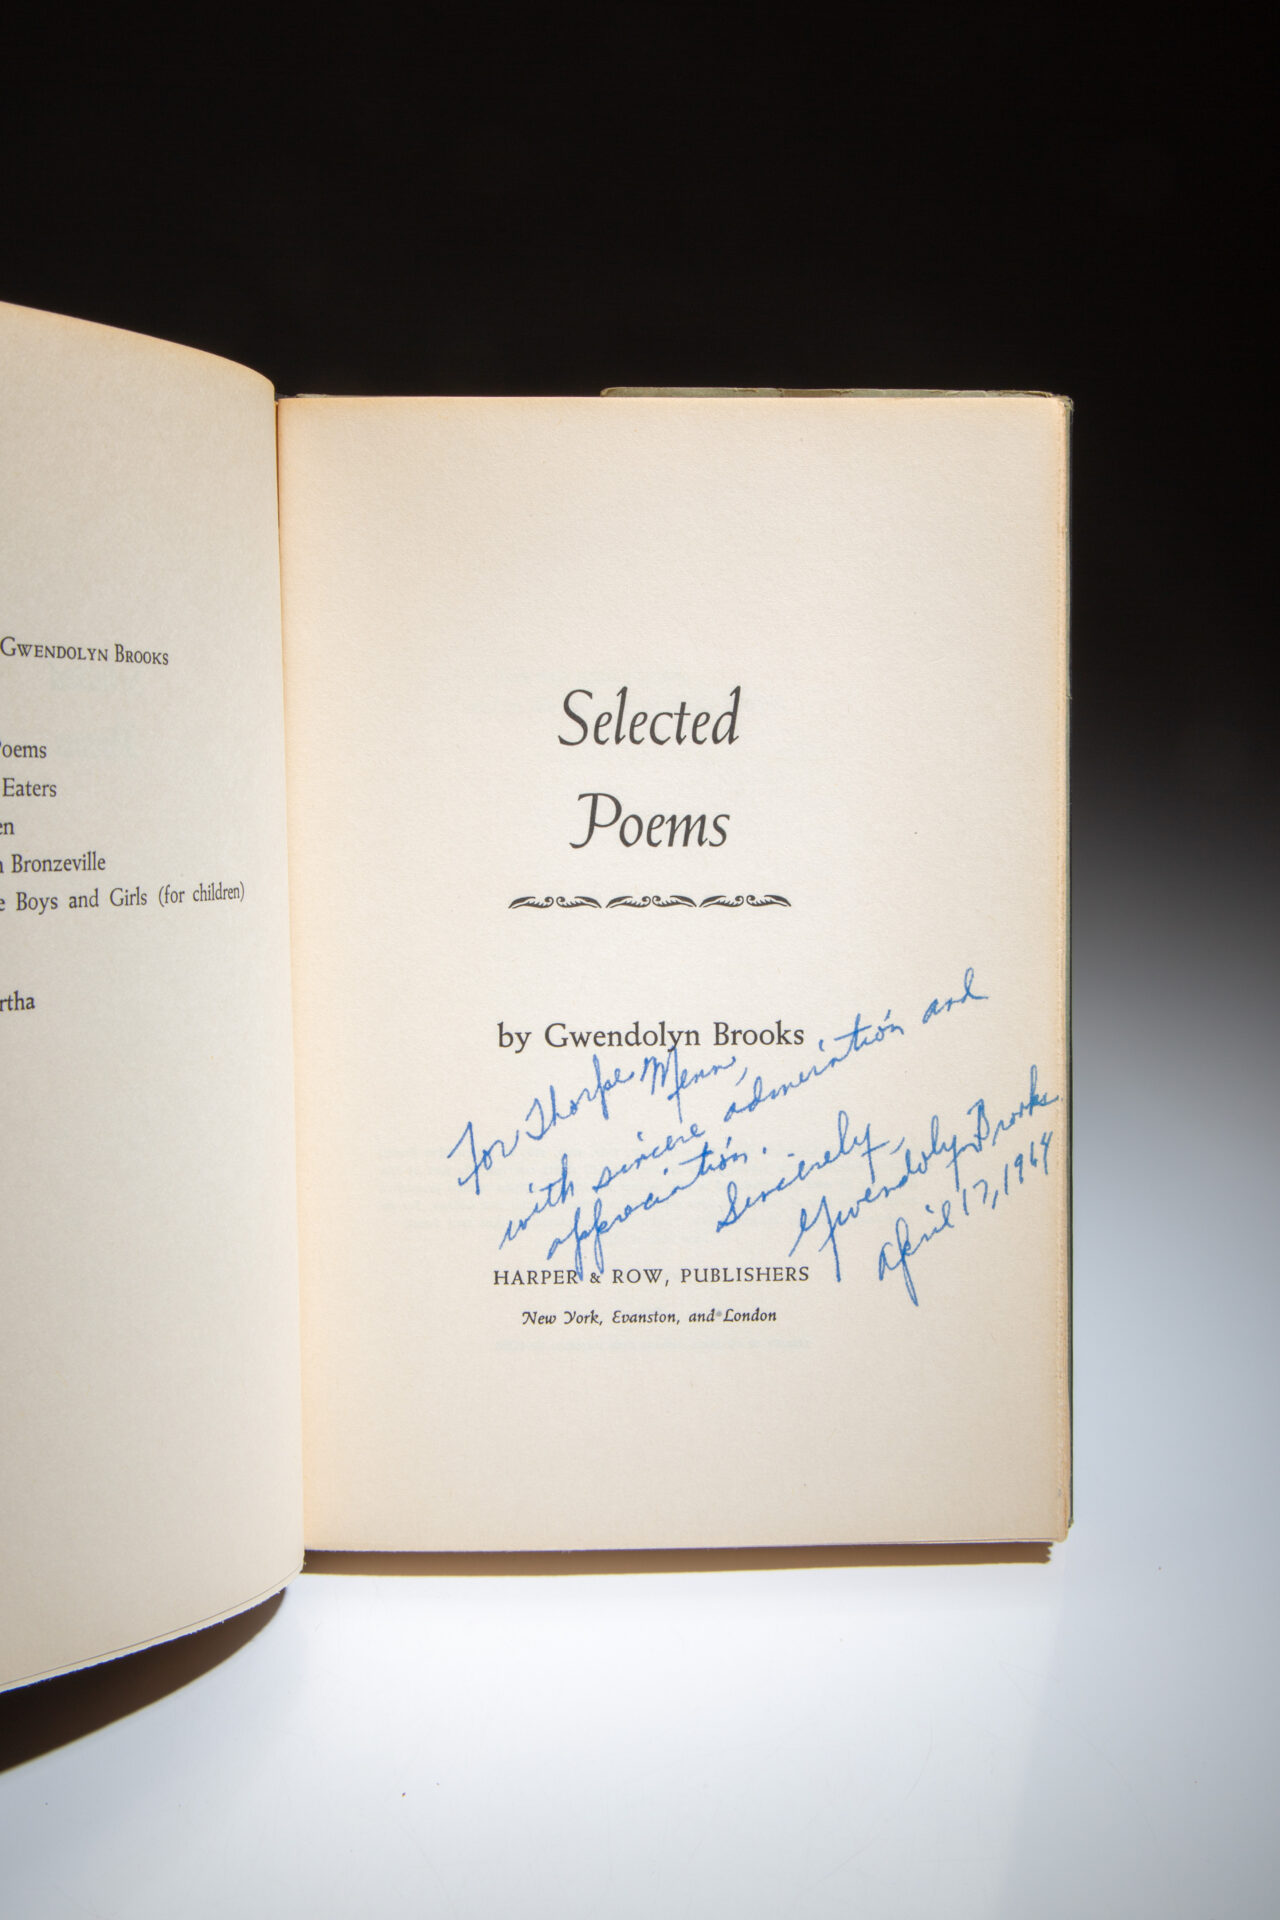 Gwendolyn Brooks
Poems
Eaters
en
n Bronzeville
e Boys and Girls (for children)
rtha
Selected
Poems
by Gwendolyn Brooks
For Thorpe Menn,
with sincere admiration and
appreciation.
Sincerely,
Gwendolyn Brooks
April 17, 1964
HARPER & ROW, PUBLISHERS
New York, Evanston, and London